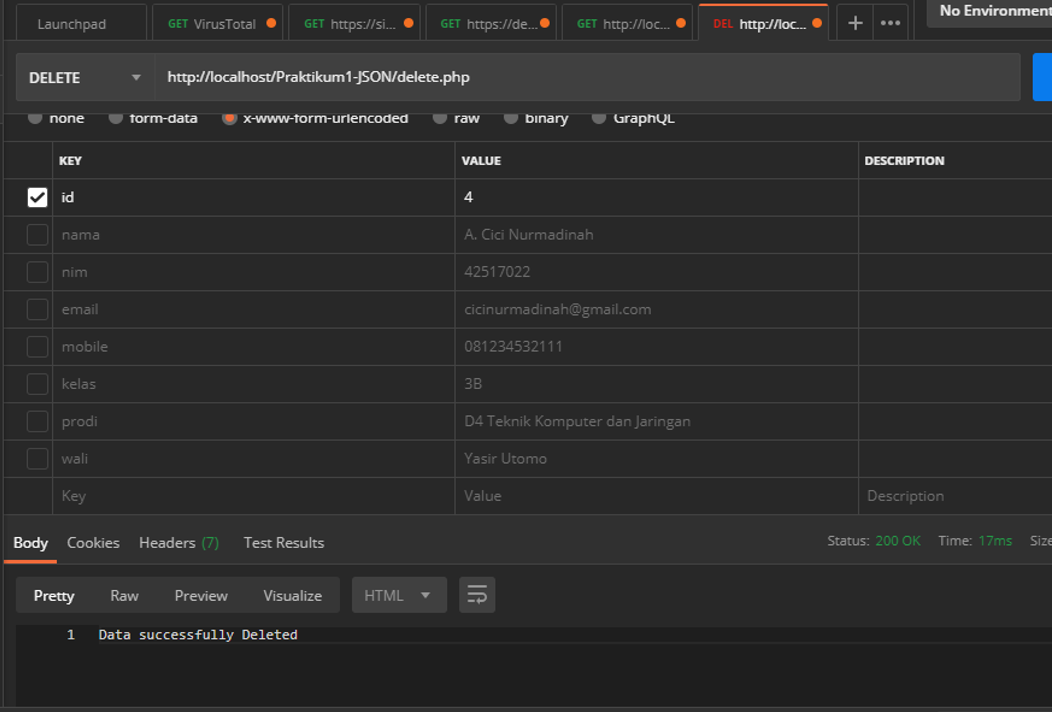 Launchpad GET VirusTotal GET https://si... GET https://de... GET http://loc... DEL http://loc... + ••• No Environment
DELETE http://localhost/Praktikum1-JSON/delete.php
none form-data x-www-form-urlencoded raw binary GraphQL
KEY VALUE DESCRIPTION
id 4
nama A. Cici Nurmadinah
nim 42517022
email cicinurmadinah@gmail.com
mobile 081234532111
kelas 3B
prodi D4 Teknik Komputer dan Jaringan
wali Yasir Utomo
Key Value Description
Body Cookies Headers (7) Test Results Status: 200 OK Time: 17ms Size
Pretty Raw Preview Visualize HTML
1 Data successfully Deleted